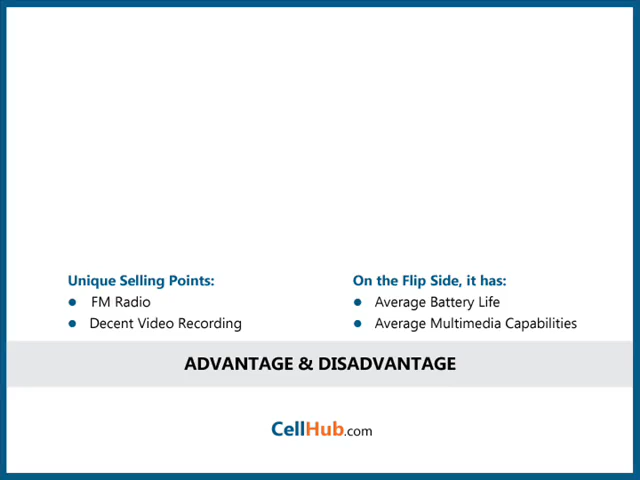 Unique Selling Points:
● FM Radio
● Decent Video Recording
On the Flip Side, it has:
● Average Battery Life
● Average Multimedia Capabilities
ADVANTAGE & DISADVANTAGE
CellHub.com